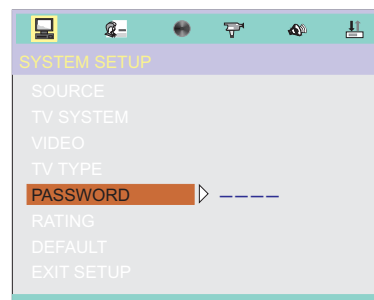 SYSTEM SETUP
SOURCE
TV SYSTEM
VIDEO
TV TYPE
PASSWORD _ _ _ _
RATING
DEFAULT
EXIT SETUP